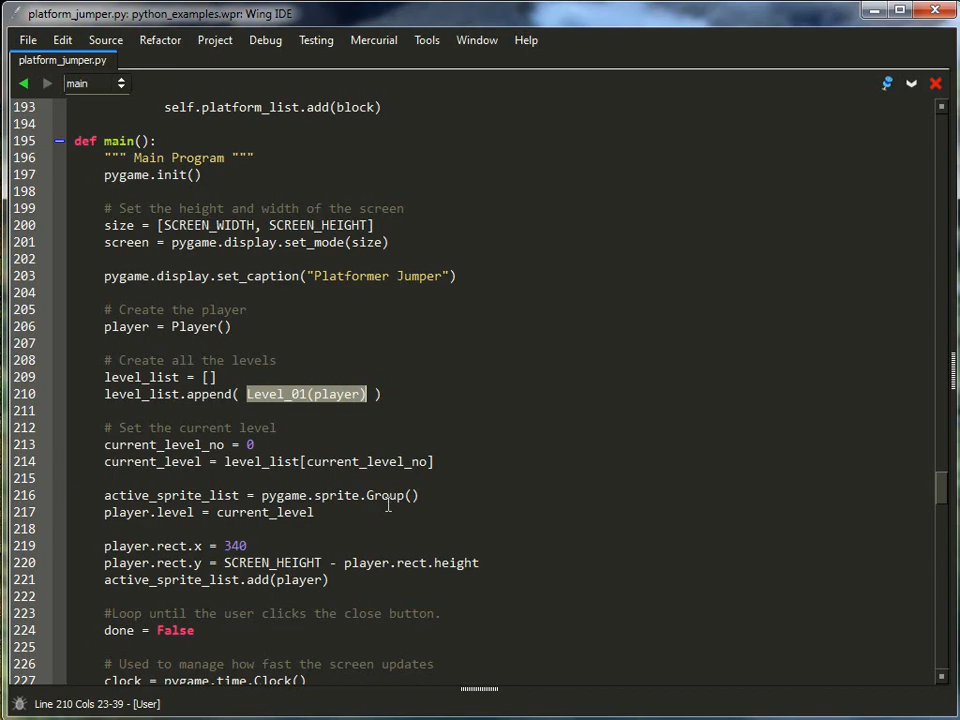 platform_jumper.py: python_examples.wpr: Wing IDE
File Edit Source Refactor Project Debug Testing Mercurial Tools Window Help
platform_jumper.py
main
193 self.platform_list.add(block)
194
195 def main():
196 """ Main Program """
197 pygame.init()
198
199 # Set the height and width of the screen
200 size = [SCREEN_WIDTH, SCREEN_HEIGHT]
201 screen = pygame.display.set_mode(size)
202
203 pygame.display.set_caption("Platformer Jumper")
204
205 # Create the player
206 player = Player()
207
208 # Create all the levels
209 level_list = []
210 level_list.append( Level_01(player) )
211
212 # Set the current level
213 current_level_no = 0
214 current_level = level_list[current_level_no]
215
216 active_sprite_list = pygame.sprite.Group()
217 player.level = current_level
218
219 player.rect.x = 340
220 player.rect.y = SCREEN_HEIGHT - player.rect.height
221 active_sprite_list.add(player)
222
223 #Loop until the user clicks the close button.
224 done = False
225
226 # Used to manage how fast the screen updates
227 clock = pygame.time.Clock()
Line 210 Cols 23-39 - [User]